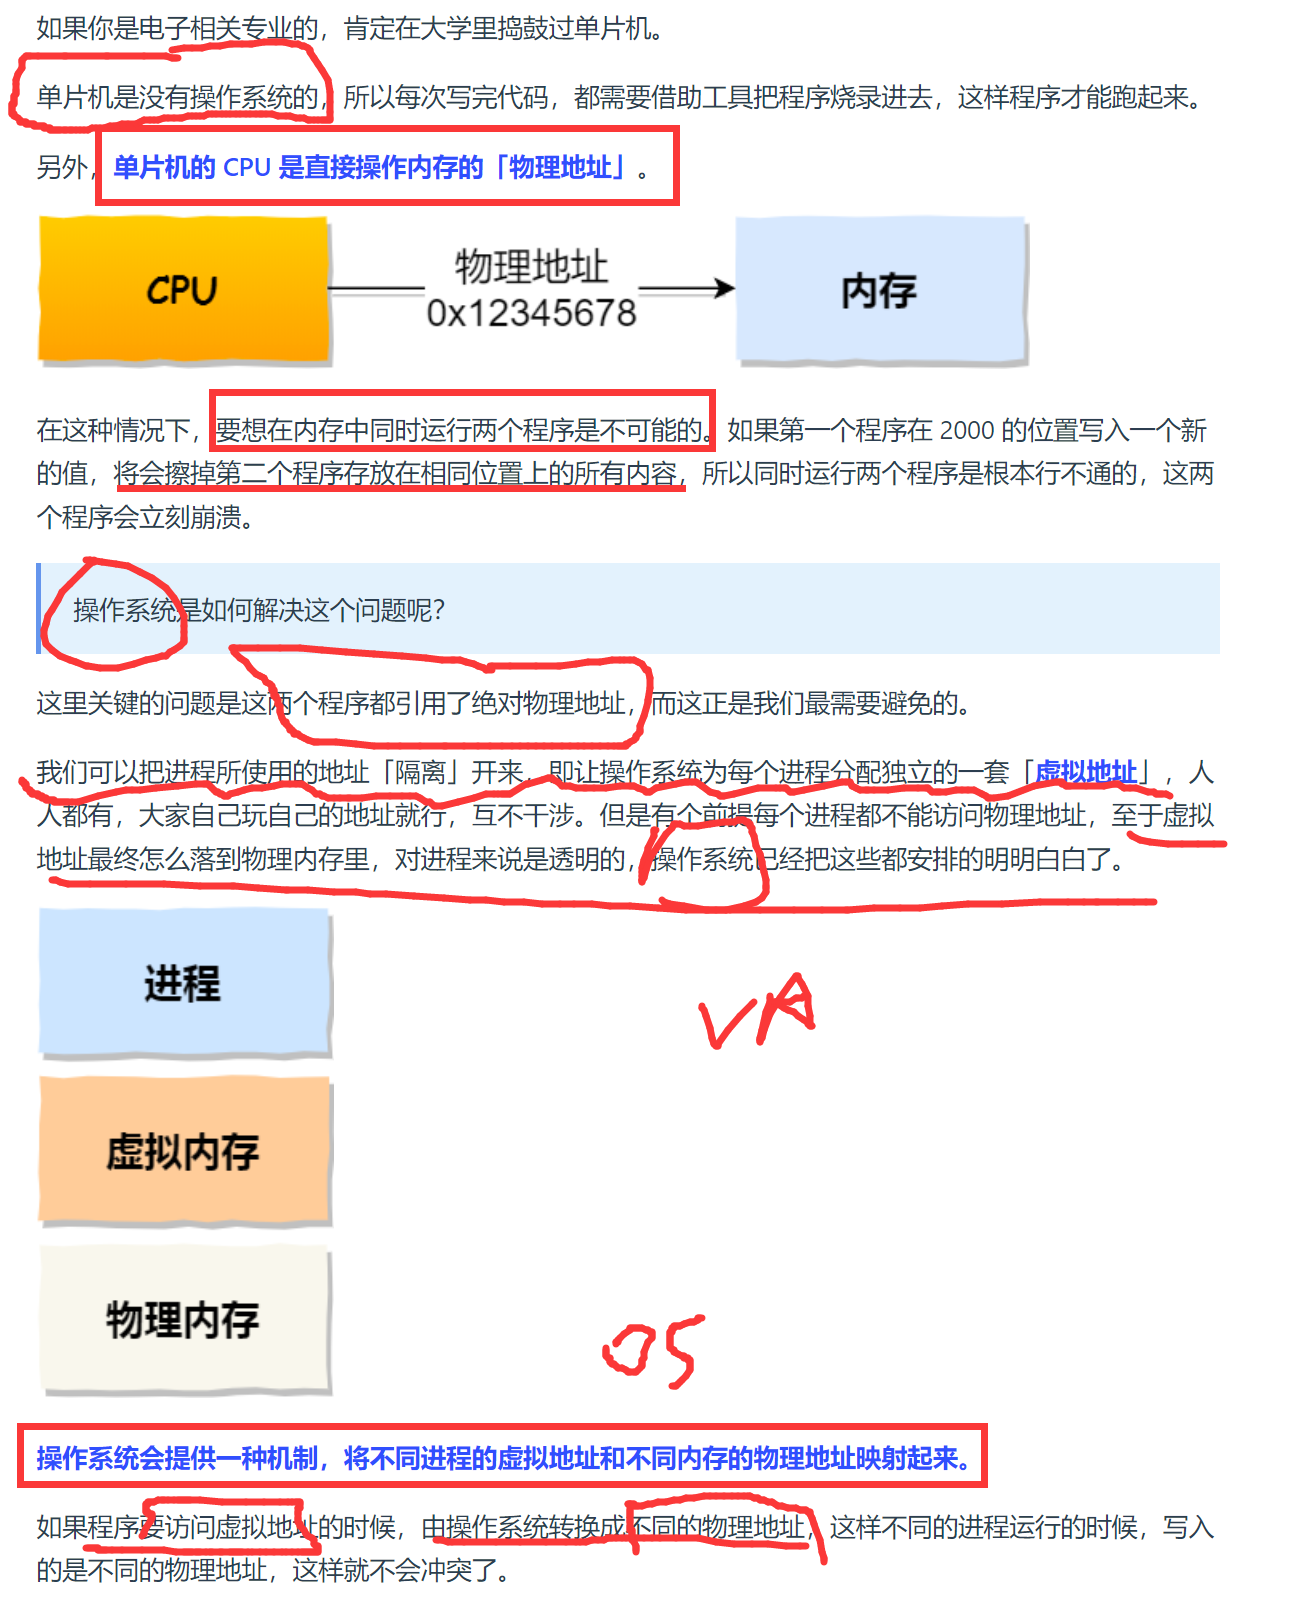 如果你是电子相关专业的，肯定在大学里捣鼓过单片机。
单片机是没有操作系统的，所以每次写完代码，都需要借助工具把程序烧录进去，这样程序才能跑起来。
另外，单片机的 CPU 是直接操作内存的「物理地址」。
CPU
物理地址
0x12345678
内存
在这种情况下，要想在内存中同时运行两个程序是不可能的。如果第一个程序在 2000 的位置写入一个新
的值，将会擦掉第二个程序存放在相同位置上的所有内容，所以同时运行两个程序是根本行不通的，这两
个程序会立刻崩溃。
操作系统是如何解决这个问题呢？
这里关键的问题是这两个程序都引用了绝对物理地址，而这正是我们最需要避免的。
我们可以把进程所使用的地址「隔离」开来，即让操作系统为每个进程分配独立的一套「虚拟地址」，人
人都有，大家自己玩自己的地址就行，互不干涉。但是有个前提每个进程都不能访问物理地址，至于虚拟
地址最终怎么落到物理内存里，对进程来说是透明的，操作系统已经把这些都安排的明明白白了。
进程
VA
虚拟内存
物理内存
OS
操作系统会提供一种机制，将不同进程的虚拟地址和不同内存的物理地址映射起来。
如果程序要访问虚拟地址的时候，由操作系统转换成不同的物理地址，这样不同的进程运行的时候，写入
的是不同的物理地址，这样就不会冲突了。